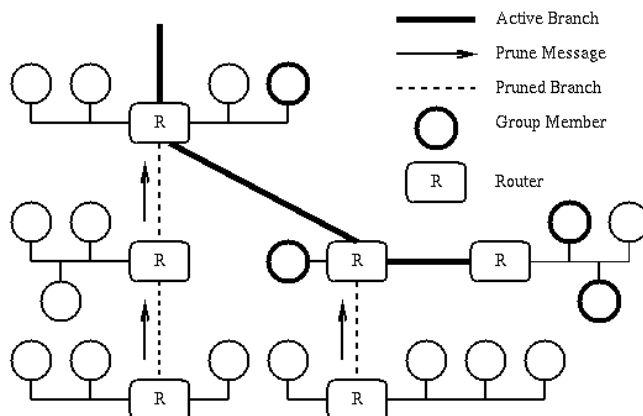 Active Branch
Prune Message
Pruned Branch
R
Group Member
R
Router
R
R
R
R
R